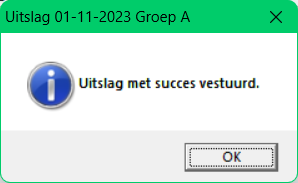 Uitslag 01-11-2023 Groep A
Uitslag met succes vestuurd.
OK